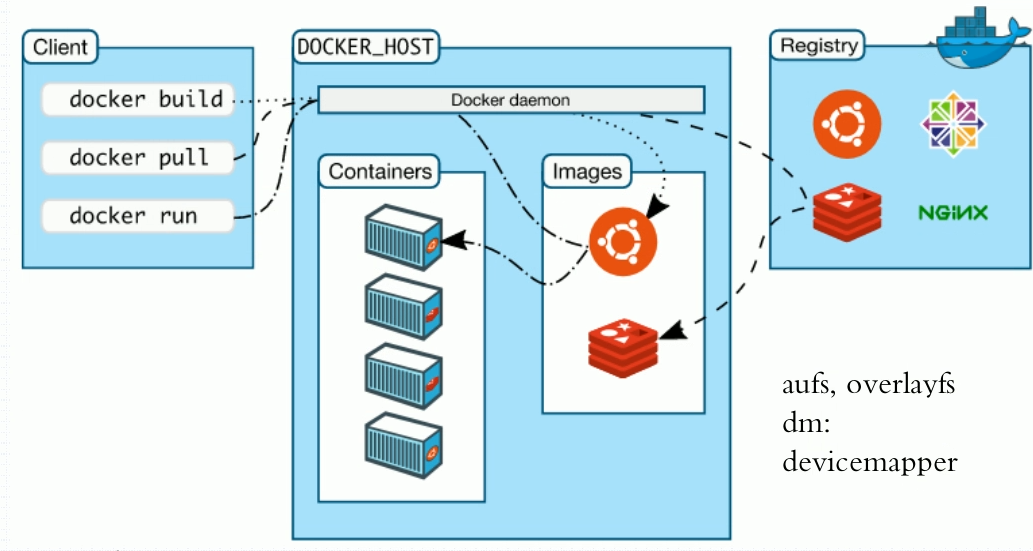 Client
docker build
docker pull
docker run
DOCKER_HOST
Docker daemon
Containers
Images
Registry
NGINX
aufs, overlayfs
dm:
devicemapper